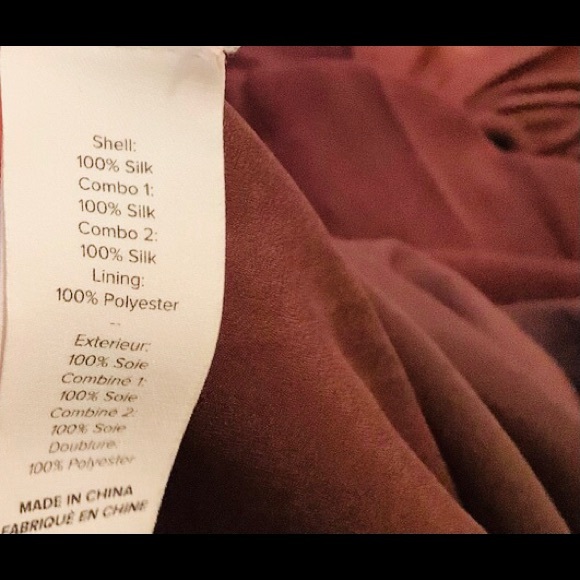 Shell:
100% Silk
Combo 1:
100% Silk
Combo 2:
100% Silk
Lining:
100% Polyester
--
Exterieur:
100% Soie
Combiné 1:
100% Soie
Combiné 2:
100% Soie
Doublure:
100% Polyester
MADE IN CHINA
FABRIQUÉ EN CHINE